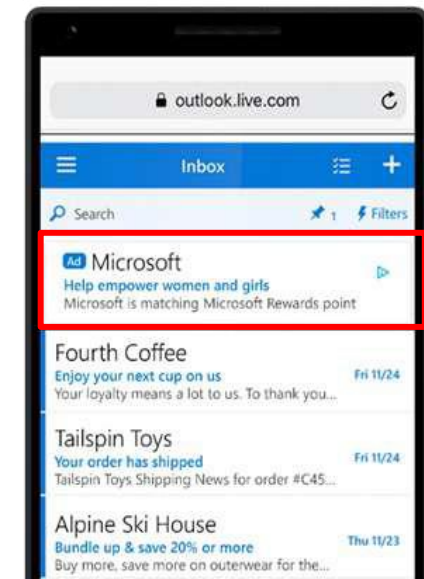 outlook.live.com
Inbox
Search 1 Filters
Ad Microsoft
Help empower women and girls
Microsoft is matching Microsoft Rewards point
Fourth Coffee
Enjoy your next cup on us Fri 11/24
Your loyalty means a lot to us. To thank you...
Tailspin Toys
Your order has shipped Fri 11/24
Tailspin Toys Shipping News for order #C45...
Alpine Ski House
Bundle up & save 20% or more Thu 11/23
Buy more, save more on outerwear for the...